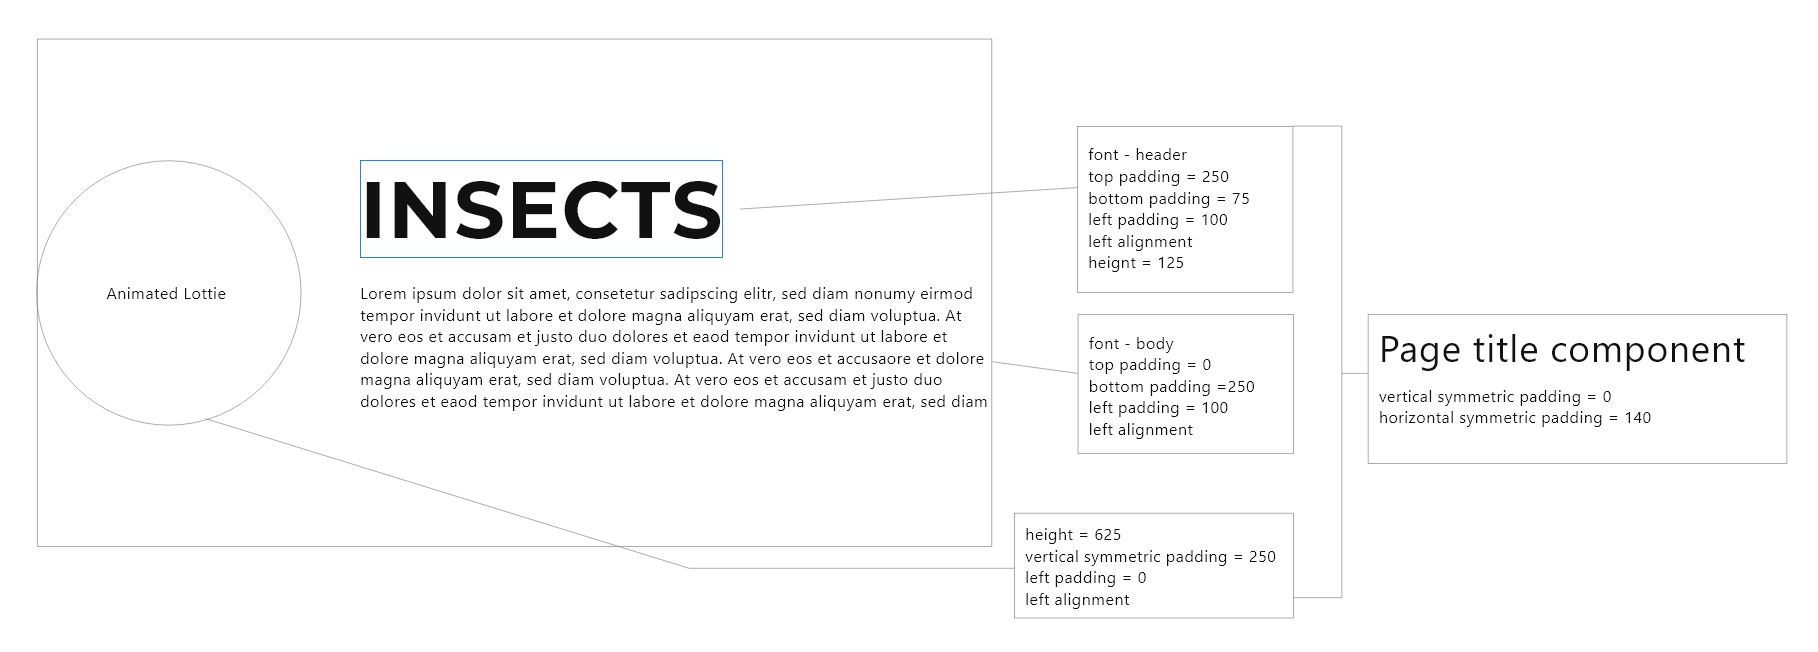 INSECTS
Animated Lottie
Lorem ipsum dolor sit amet, consetetur sadipscing elitr, sed diam nonumy eirmod
tempor invidunt ut labore et dolore magna aliquyam erat, sed diam voluptua. At
vero eos et accusam et justo duo dolores et eaod tempor invidunt ut labore et
dolore magna aliquyam erat, sed diam voluptua. At vero eos et accusaore et dolore
magna aliquyam erat, sed diam voluptua. At vero eos et accusam et justo duo
dolores et eaod tempor invidunt ut labore et dolore magna aliquyam erat, sed diam
font - header
top padding = 250
bottom padding = 75
left padding = 100
left alignment
heignt = 125
font - body
top padding = 0
bottom padding =250
left padding = 100
left alignment
height = 625
vertical symmetric padding = 250
left padding = 0
left alignment
Page title component
vertical symmetric padding = 0
horizontal symmetric padding = 140